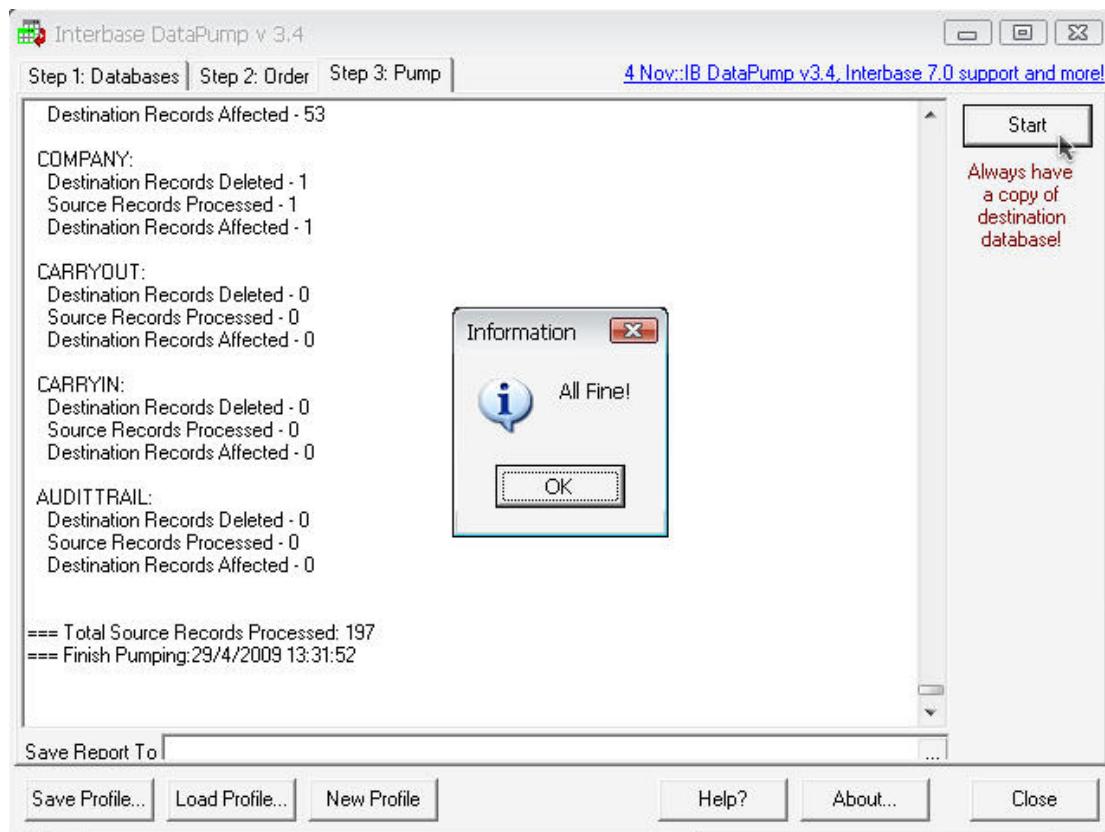 Interbase DataPump v 3.4
Step 1: Databases
Step 2: Order
Step 3: Pump
4 Nov::IB DataPump v3.4, Interbase 7.0 support and more!
Destination Records Affected - 53
COMPANY:
Destination Records Deleted - 1
Source Records Processed - 1
Destination Records Affected - 1
CARRYOUT:
Destination Records Deleted - 0
Source Records Processed - 0
Destination Records Affected - 0
CARRYIN:
Destination Records Deleted - 0
Source Records Processed - 0
Destination Records Affected - 0
AUDITTRAIL:
Destination Records Deleted - 0
Source Records Processed - 0
Destination Records Affected - 0
=== Total Source Records Processed: 197
=== Finish Pumping:29/4/2009 13:31:52
Start
Always have
a copy of
destination
database!
Information
All Fine!
OK
Save Report To
...
Save Profile...
Load Profile...
New Profile
Help?
About...
Close